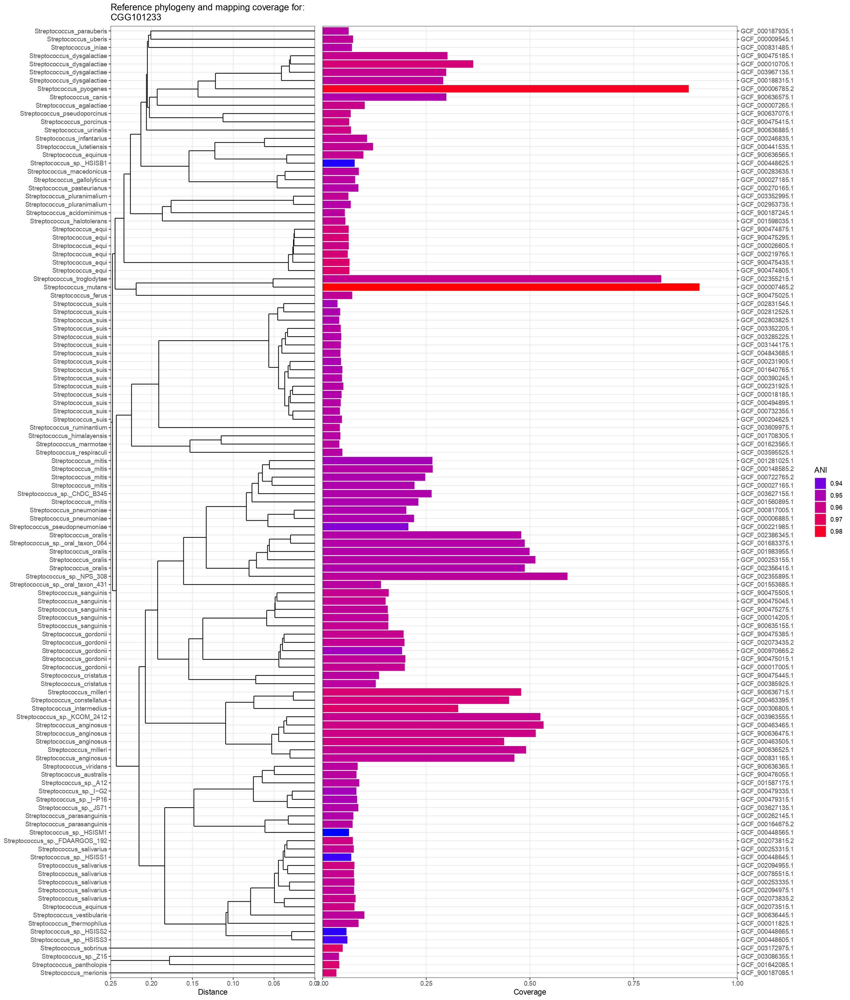 Reference phylogeny and mapping coverage for:
CGG101233
Streptococcus_parauberis GCF_000187935.1
Streptococcus_uberis GCF_000009545.1
Streptococcus_iniae GCF_000831485.1
Streptococcus_dysgalactiae GCF_900475185.1
Streptococcus_dysgalactiae GCF_000010705.1
Streptococcus_dysgalactiae GCF_003967135.1
Streptococcus_dysgalactiae GCF_000188315.1
Streptococcus_pyogenes GCF_000006785.2
Streptococcus_canis GCF_900636575.1
Streptococcus_agalactiae GCF_000007265.1
Streptococcus_pseudoporcinus GCF_900637075.1
Streptococcus_porcinus GCF_900475415.1
Streptococcus_urinalis GCF_900636885.1
Streptococcus_infantarius GCF_000246835.1
Streptococcus_lutetiensis GCF_000441535.1
Streptococcus_equinus GCF_900636565.1
Streptococcus_sp._HSISB1 GCF_000448625.1
Streptococcus_macedonicus GCF_000283635.1
Streptococcus_gallolyticus GCF_000027185.1
Streptococcus_pasteurianus GCF_000270165.1
Streptococcus_pluranimalium GCF_003352995.1
Streptococcus_pluranimalium GCF_002953735.1
Streptococcus_acidominimus GCF_900187245.1
Streptococcus_halotolerans GCF_001598035.1
Streptococcus_equi GCF_900474875.1
Streptococcus_equi GCF_900475295.1
Streptococcus_equi GCF_000026605.1
Streptococcus_equi GCF_000219765.1
Streptococcus_equi GCF_900475435.1
Streptococcus_equi GCF_900474805.1
Streptococcus_troglodytae GCF_002355215.1
Streptococcus_mutans GCF_000007465.2
Streptococcus_ferus GCF_900475025.1
Streptococcus_suis GCF_002831545.1
Streptococcus_suis GCF_002812525.1
Streptococcus_suis GCF_002803825.1
Streptococcus_suis GCF_003352205.1
Streptococcus_suis GCF_003285225.1
Streptococcus_suis GCF_003144175.1
Streptococcus_suis GCF_004843685.1
Streptococcus_suis GCF_000231905.1
Streptococcus_suis GCF_001640765.1
Streptococcus_suis GCF_000390245.1
Streptococcus_suis GCF_000231925.1
Streptococcus_suis GCF_000018185.1
Streptococcus_suis GCF_000494895.1
Streptococcus_suis GCF_000732355.1
Streptococcus_suis GCF_000204625.1
Streptococcus_ruminantium GCF_003609975.1
Streptococcus_himalayensis GCF_001708305.1
Streptococcus_marmotae GCF_001623565.1
Streptococcus_respiraculi GCF_003595525.1
Streptococcus_mitis GCF_001281025.1
Streptococcus_mitis GCF_000148585.2
Streptococcus_mitis GCF_000722765.2
Streptococcus_mitis GCF_000027165.1
Streptococcus_sp._ChDC_B345 GCF_003627155.1
Streptococcus_mitis GCF_001560895.1
Streptococcus_pneumoniae GCF_000817005.1
Streptococcus_pneumoniae GCF_000006885.1
Streptococcus_pseudopneumoniae GCF_000221985.1
Streptococcus_oralis GCF_002386345.1
Streptococcus_sp._oral_taxon_064 GCF_001683375.1
Streptococcus_oralis GCF_001983955.1
Streptococcus_oralis GCF_000253155.1
Streptococcus_oralis GCF_002356415.1
Streptococcus_sp._NPS_308 GCF_002355895.1
Streptococcus_sp._oral_taxon_431 GCF_001553685.1
Streptococcus_sanguinis GCF_900475505.1
Streptococcus_sanguinis GCF_900475045.1
Streptococcus_sanguinis GCF_900475275.1
Streptococcus_sanguinis GCF_000014205.1
Streptococcus_sanguinis GCF_900635155.1
Streptococcus_gordonii GCF_900475385.1
Streptococcus_gordonii GCF_002073435.2
Streptococcus_gordonii GCF_000970665.2
Streptococcus_gordonii GCF_900475015.1
Streptococcus_gordonii GCF_000017005.1
Streptococcus_cristatus GCF_900475445.1
Streptococcus_cristatus GCF_000385925.1
Streptococcus_milleri GCF_900636715.1
Streptococcus_constellatus GCF_000463395.1
Streptococcus_intermedius GCF_000306805.1
Streptococcus_sp._KCOM_2412 GCF_003963555.1
Streptococcus_anginosus GCF_000463465.1
Streptococcus_anginosus GCF_900636475.1
Streptococcus_anginosus GCF_000463505.1
Streptococcus_milleri GCF_900636525.1
Streptococcus_anginosus GCF_000831165.1
Streptococcus_viridans GCF_900636365.1
Streptococcus_australis GCF_900476055.1
Streptococcus_sp._A12 GCF_001587175.1
Streptococcus_sp._I−G2 GCF_000479335.1
Streptococcus_sp._I−P16 GCF_000479315.1
Streptococcus_sp._JS71 GCF_003627135.1
Streptococcus_parasanguinis GCF_000262145.1
Streptococcus_parasanguinis GCF_000164675.2
Streptococcus_sp._HSISM1 GCF_000448565.1
Streptococcus_sp._FDAARGOS_192 GCF_002073815.2
Streptococcus_salivarius GCF_000253315.1
Streptococcus_sp._HSISS1 GCF_000448645.1
Streptococcus_salivarius GCF_002094955.1
Streptococcus_salivarius GCF_000785515.1
Streptococcus_salivarius GCF_000253335.1
Streptococcus_salivarius GCF_002094975.1
Streptococcus_salivarius GCF_002073835.2
Streptococcus_equinus GCF_002073515.1
Streptococcus_vestibularis GCF_900636445.1
Streptococcus_thermophilus GCF_000011825.1
Streptococcus_sp._HSISS2 GCF_000448665.1
Streptococcus_sp._HSISS3 GCF_000448605.1
Streptococcus_sobrinus GCF_003172975.1
Streptococcus_sp._Z15 GCF_003086355.1
Streptococcus_pantholopis GCF_001642085.1
Streptococcus_merionis GCF_900187085.1
0.25 0.20 0.15 0.10 0.05 0.00 0.00 0.25 0.50 0.75 1.00
Distance Coverage
ANI
0.94
0.95
0.96
0.97
0.98